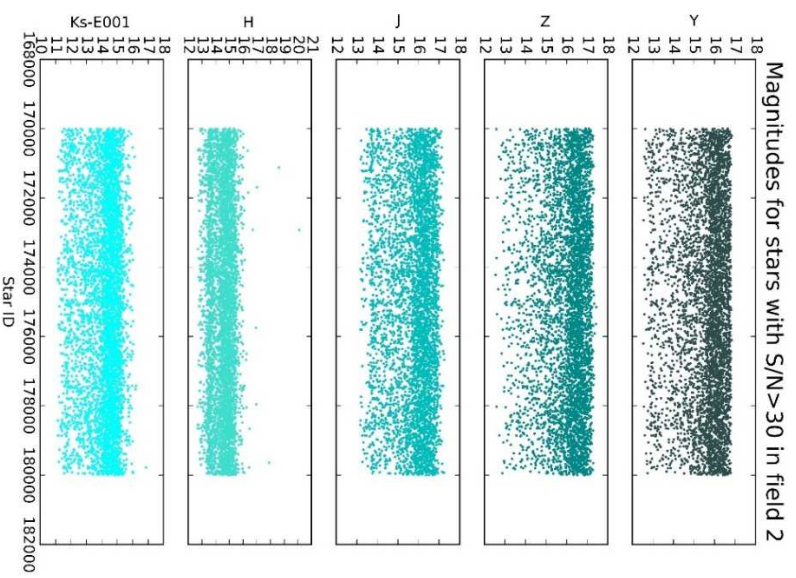 Magnitudes for stars with S/N>30 in field 2
Y
12 13 14 15 16 17 18
Z
12 13 14 15 16 17 18
J
12 13 14 15 16 17 18
H
12 13 14 15 16 17 18 19 20 21
Ks-E001
10 11 12 13 14 15 16 17 18
168000 170000 172000 174000 176000 178000 180000 182000
Star ID